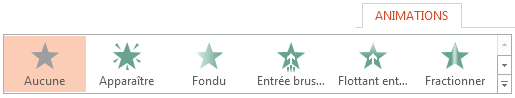 ANIMATIONS
Aucune Apparaître Fondu Entrée brus... Flottant ent... Fractionner